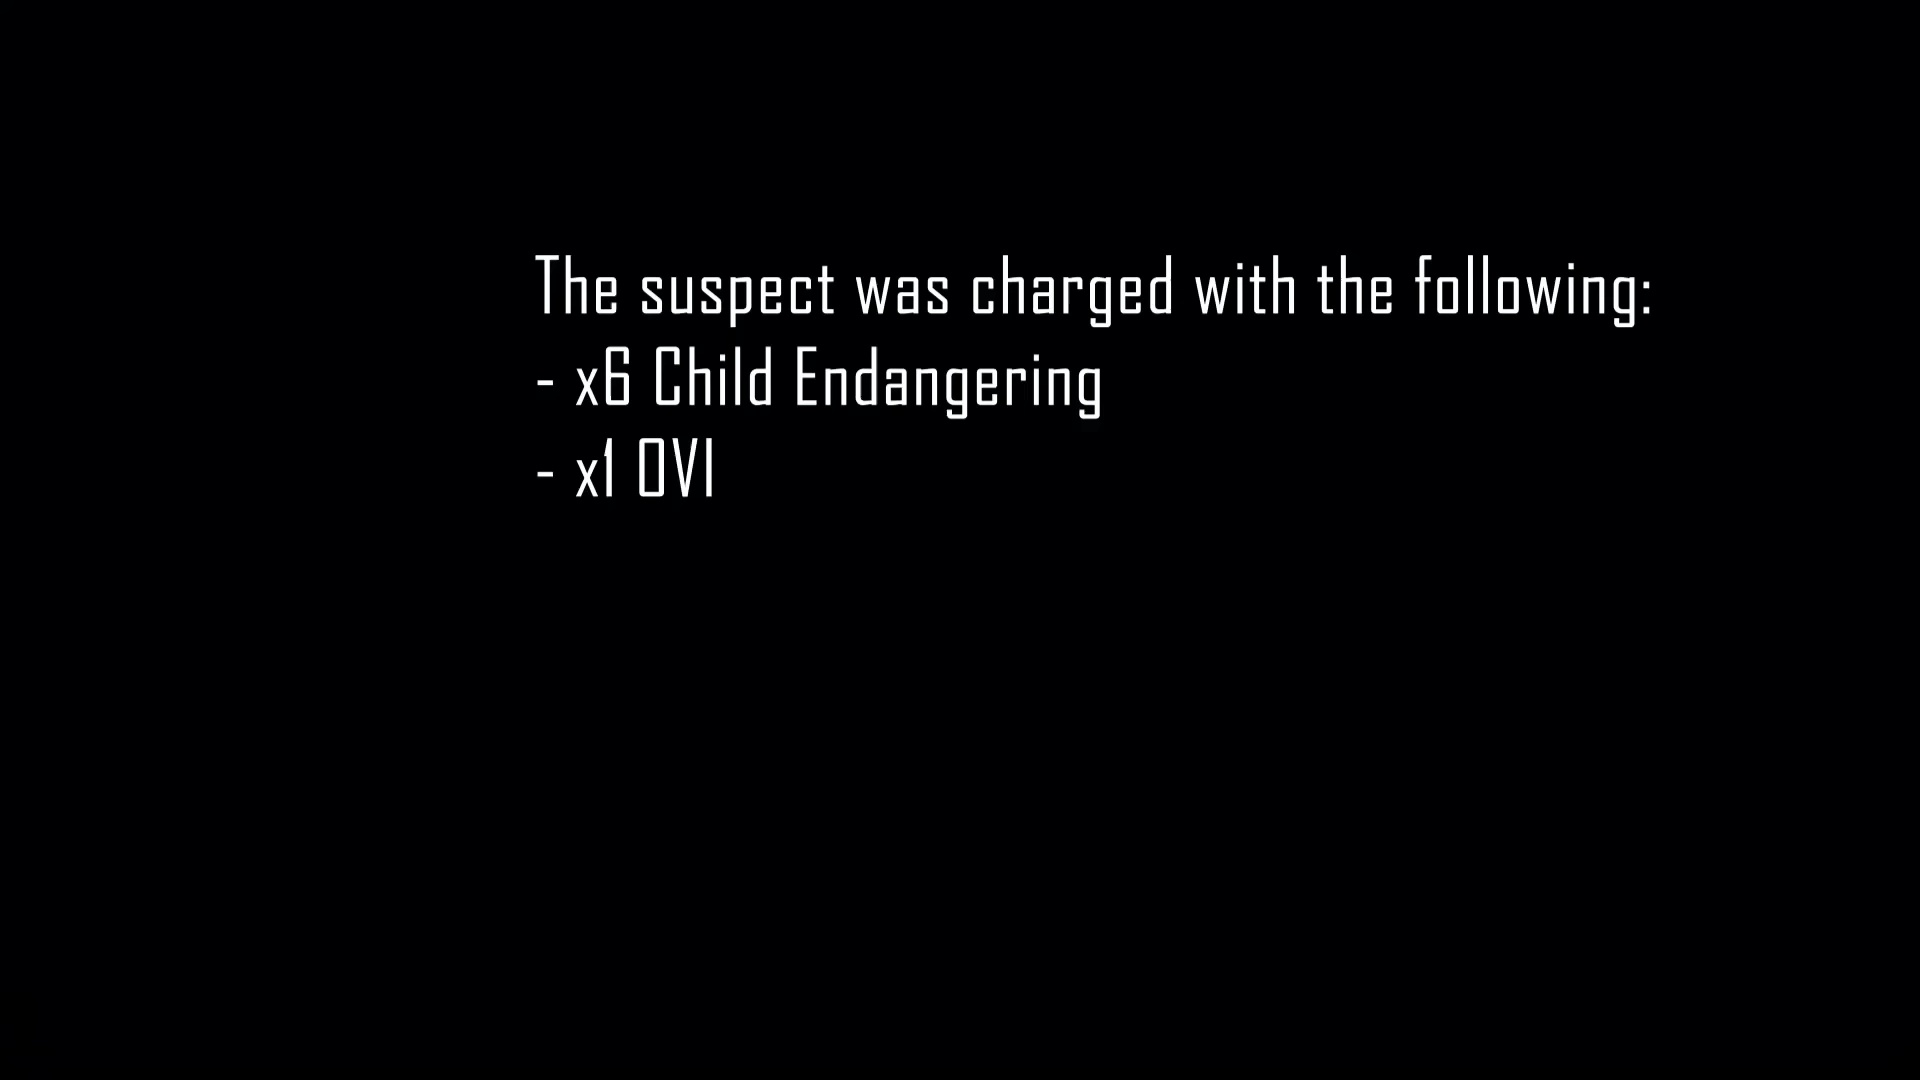 The suspect was charged with the following:
- x6 Child Endangering
- x1 OVI